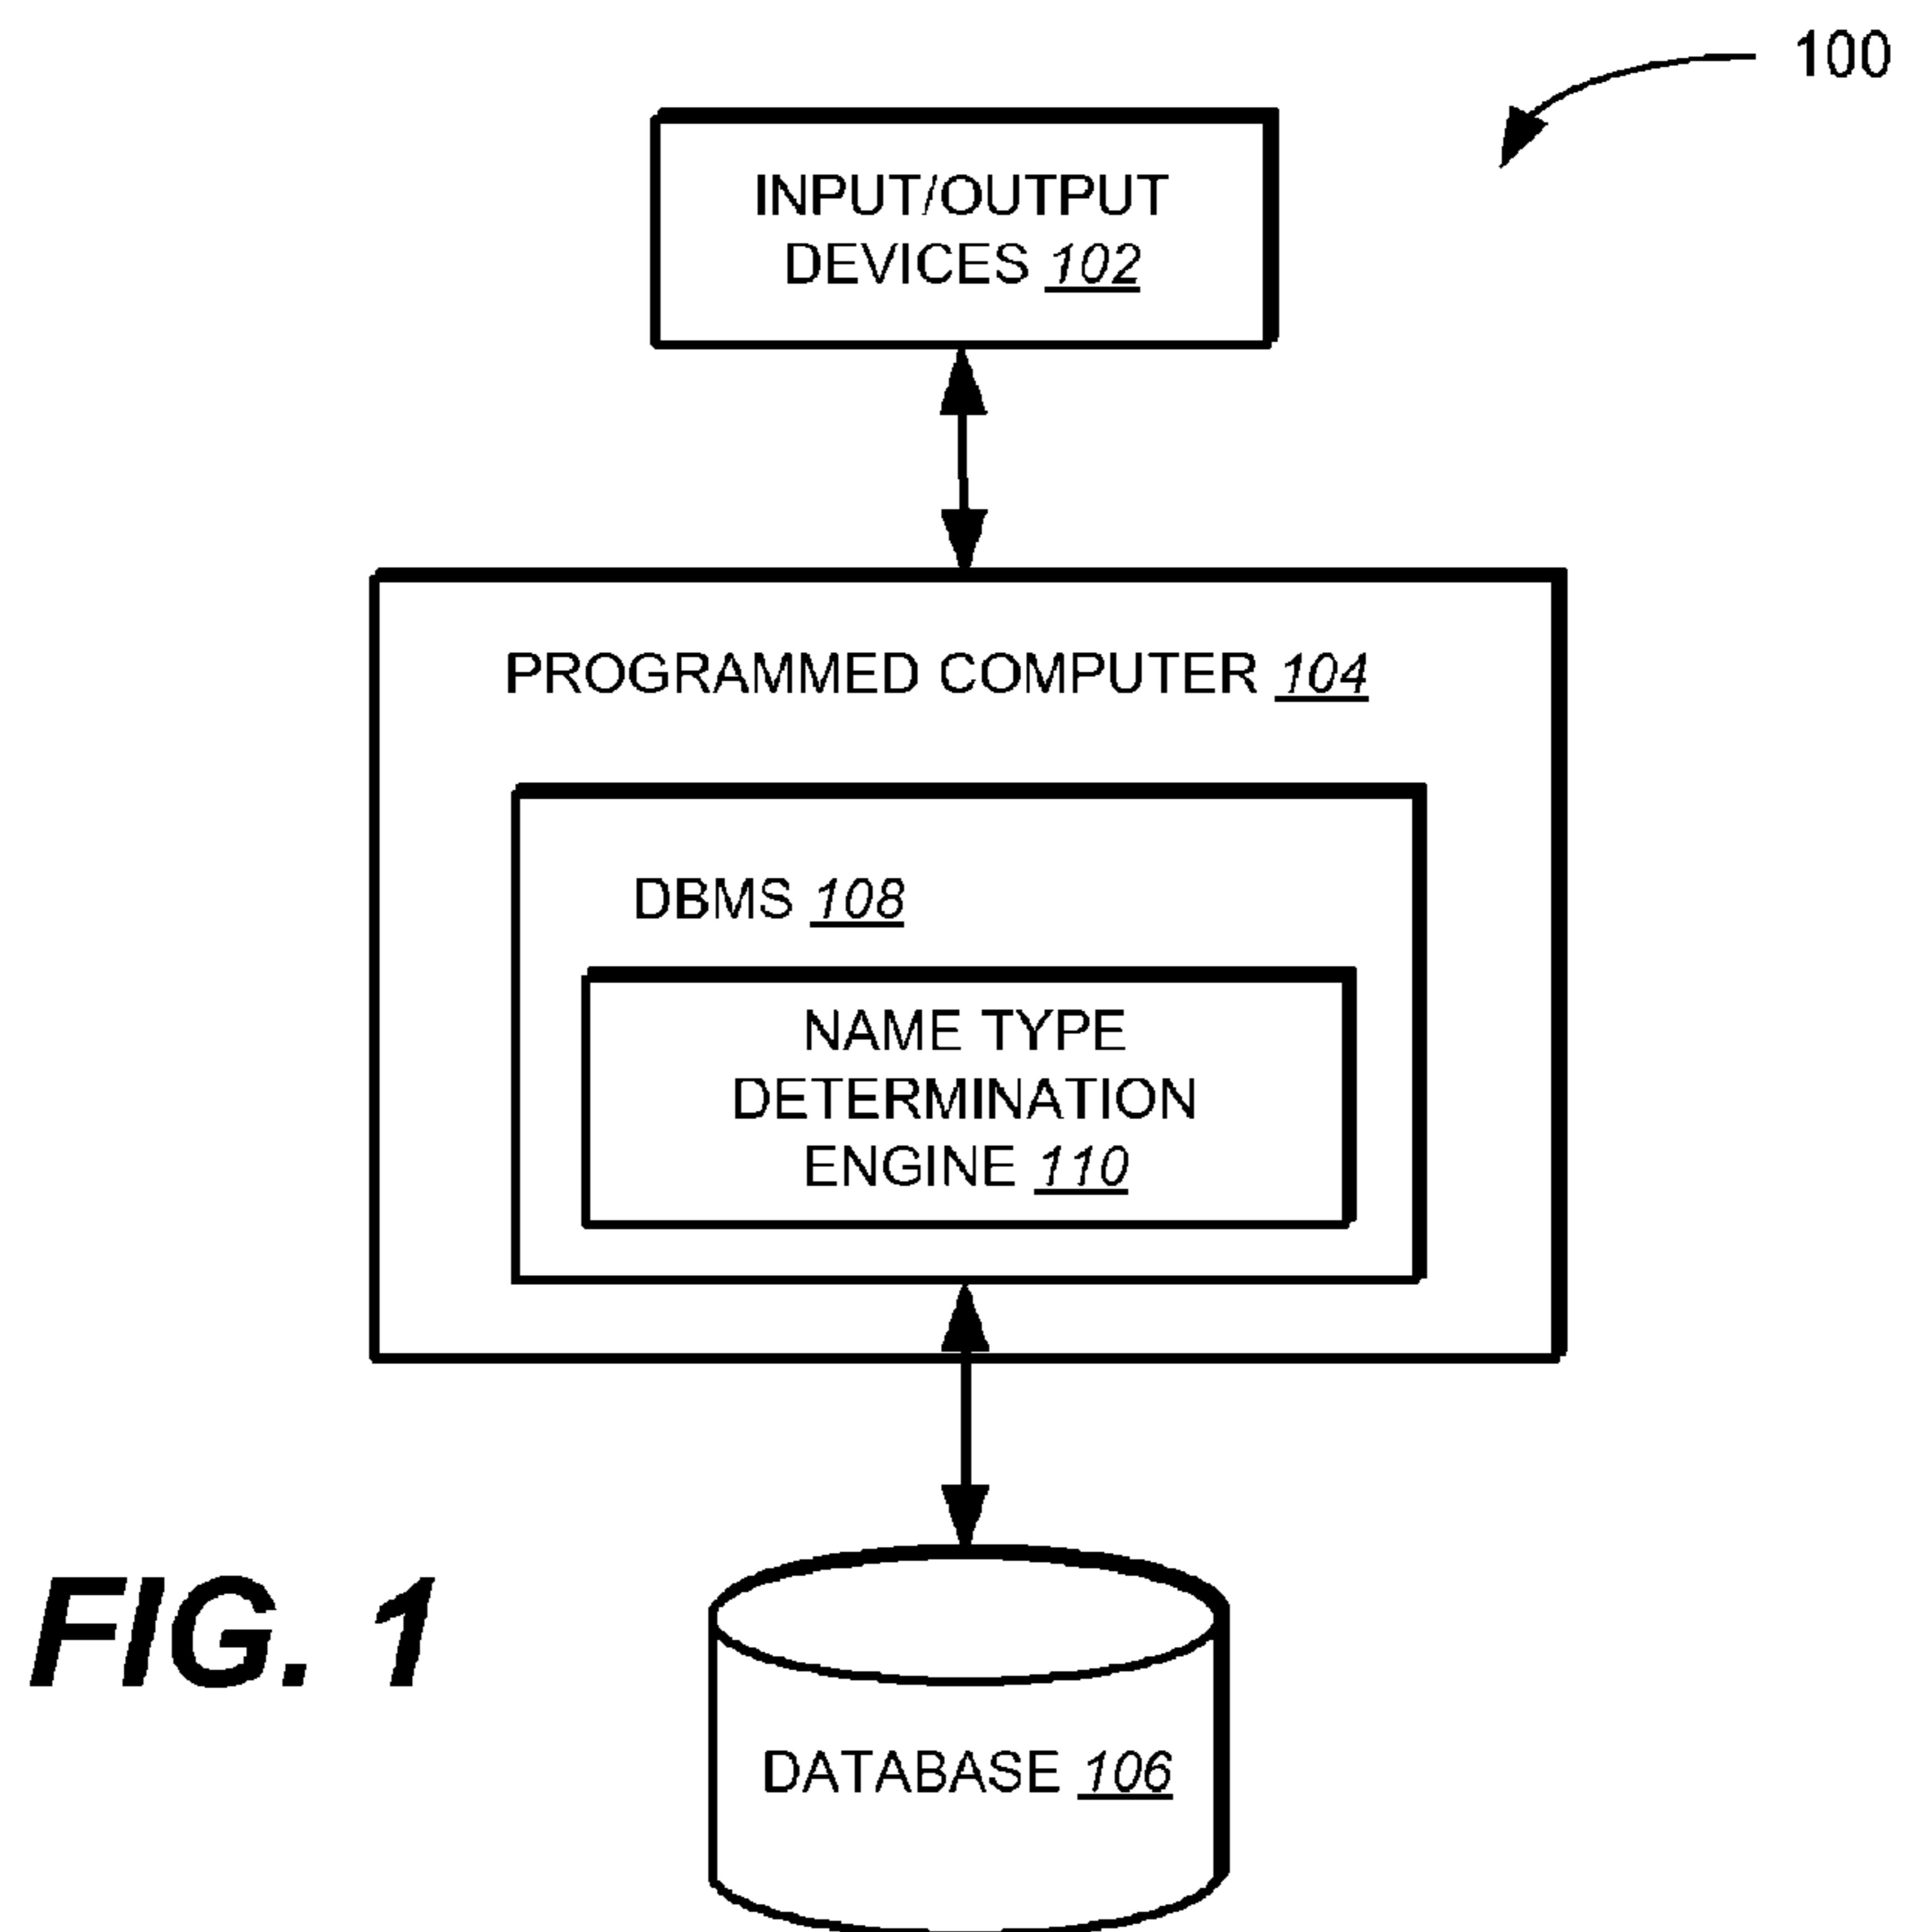 100
INPUT/OUTPUT
DEVICES 102
PROGRAMMED COMPUTER 104
DBMS 108
NAME TYPE
DETERMINATION
ENGINE 110
FIG. 1
DATABASE 106